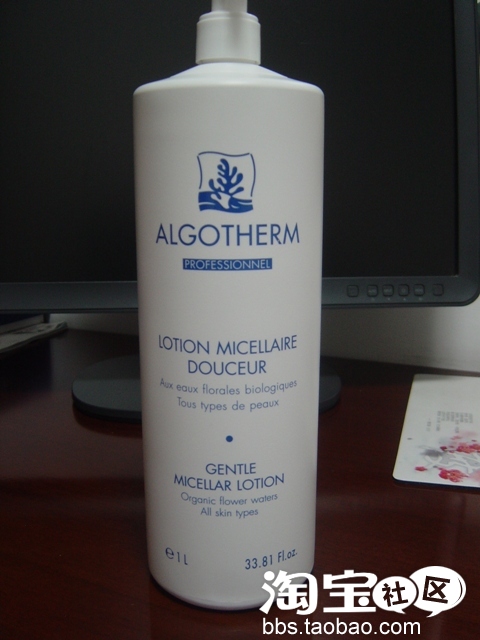 ALGOTHERM
PROFESSIONNEL
LOTION MICELLAIRE
DOUCEUR
Aux eaux florales biologiques
Tous types de peaux
GENTLE
MICELLAR LOTION
Organic flower waters
All skin types
e 1 L 33.81 Fl.oz.
淘宝社区
bbs.taobao.com